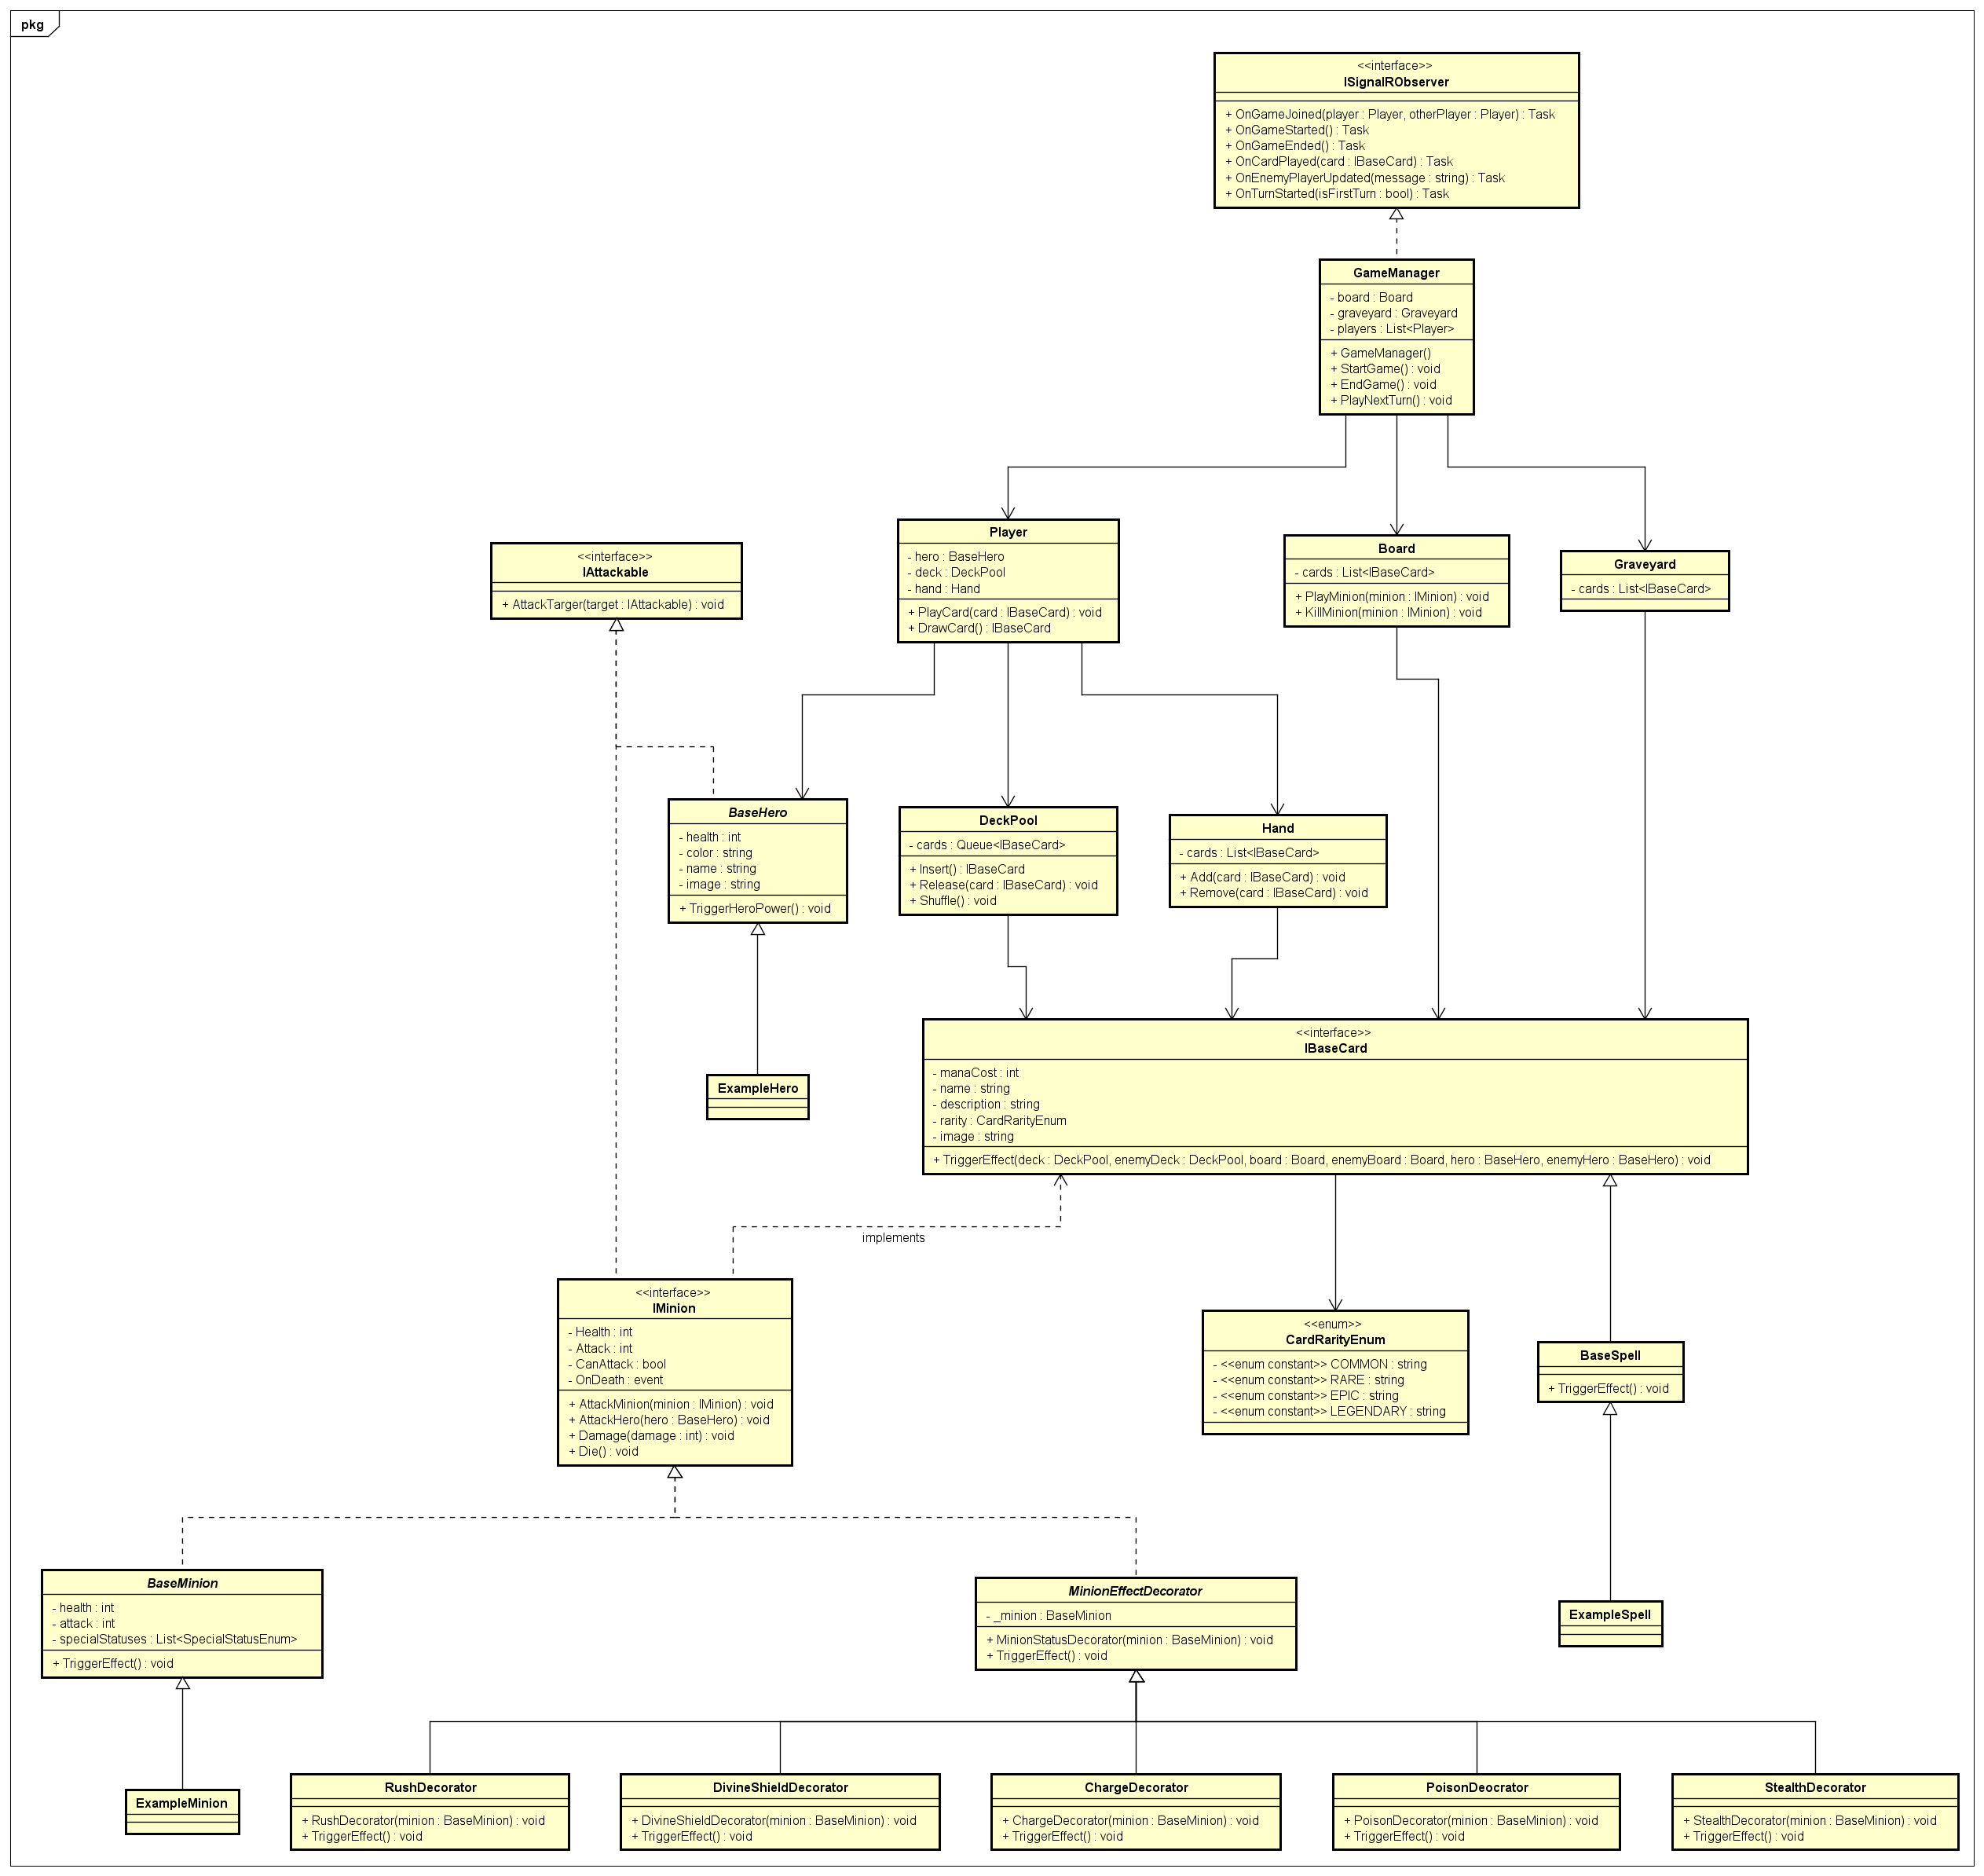 pkg
<<interface>>
ISignalRObserver
+ OnGameJoined(player : Player, otherPlayer : Player) : Task
+ OnGameStarted() : Task
+ OnGameEnded() : Task
+ OnCardPlayed(card : IBaseCard) : Task
+ OnEnemyPlayerUpdated(message : string) : Task
+ OnTurnStarted(isFirstTurn : bool) : Task
GameManager
- board : Board
- graveyard : Graveyard
- players : List<Player>
+ GameManager()
+ StartGame() : void
+ EndGame() : void
+ PlayNextTurn() : void
<<interface>>
IAttackable
+ AttackTarger(target : IAttackable) : void
Player
- hero : BaseHero
- deck : DeckPool
- hand : Hand
+ PlayCard(card : IBaseCard) : void
+ DrawCard() : IBaseCard
Board
- cards : List<IBaseCard>
+ PlayMinion(minion : IMinion) : void
+ KillMinion(minion : IMinion) : void
Graveyard
- cards : List<IBaseCard>
BaseHero
- health : int
- color : string
- name : string
- image : string
+ TriggerHeroPower() : void
DeckPool
- cards : Queue<IBaseCard>
+ Insert() : IBaseCard
+ Release(card : IBaseCard) : void
+ Shuffle() : void
Hand
- cards : List<IBaseCard>
+ Add(card : IBaseCard) : void
+ Remove(card : IBaseCard) : void
ExampleHero
<<interface>>
IBaseCard
- manaCost : int
- name : string
- description : string
- rarity : CardRarityEnum
- image : string
+ TriggerEffect(deck : DeckPool, enemyDeck : DeckPool, board : Board, enemyBoard : Board, hero : BaseHero, enemyHero : BaseHero) : void
implements
<<interface>>
IMinion
- Health : int
- Attack : int
- CanAttack : bool
- OnDeath : event
+ AttackMinion(minion : IMinion) : void
+ AttackHero(hero : BaseHero) : void
+ Damage(damage : int) : void
+ Die() : void
<<enum>>
CardRarityEnum
- <<enum constant>> COMMON : string
- <<enum constant>> RARE : string
- <<enum constant>> EPIC : string
- <<enum constant>> LEGENDARY : string
BaseSpell
+ TriggerEffect() : void
BaseMinion
- health : int
- attack : int
- specialStatuses : List<SpecialStatusEnum>
+ TriggerEffect() : void
MinionEffectDecorator
- _minion : BaseMinion
+ MinionStatusDecorator(minion : BaseMinion) : void
+ TriggerEffect() : void
ExampleSpell
ExampleMinion
RushDecorator
+ RushDecorator(minion : BaseMinion) : void
+ TriggerEffect() : void
DivineShieldDecorator
+ DivineShieldDecorator(minion : BaseMinion) : void
+ TriggerEffect() : void
ChargeDecorator
+ ChargeDecorator(minion : BaseMinion) : void
+ TriggerEffect() : void
PoisonDeocrator
+ PoisonDecorator(minion : BaseMinion) : void
+ TriggerEffect() : void
StealthDecorator
+ StealthDecorator(minion : BaseMinion) : void
+ TriggerEffect() : void